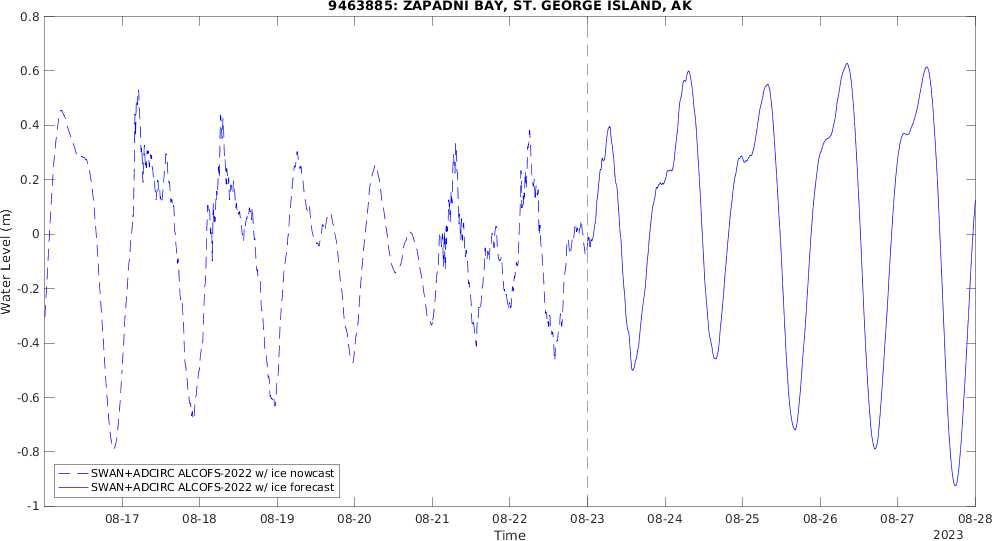 9463885: ZAPADNI BAY, ST. GEORGE ISLAND, AK
0.8
0.6
0.4
0.2
0
-0.2
-0.4
-0.6
-0.8
-1
Water Level (m)
SWAN+ADCIRC ALCOFS-2022 w/ ice nowcast
SWAN+ADCIRC ALCOFS-2022 w/ ice forecast
08-17 08-18 08-19 08-20 08-21 08-22 08-23 08-24 08-25 08-26 08-27 08-28
Time
2023